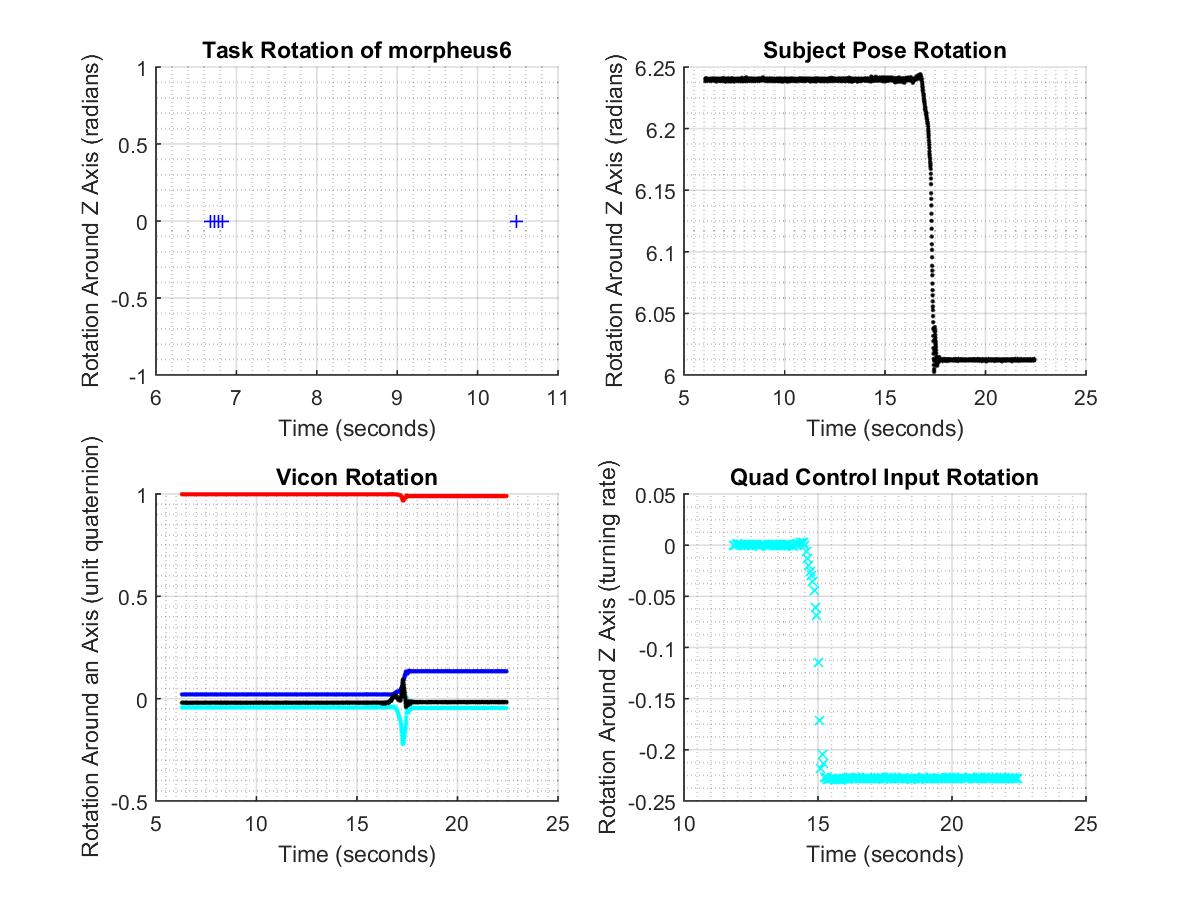 Task Rotation of morpheus6
Rotation Around Z Axis (radians)
1
0.5
0
-0.5
-1
6 7 8 9 10 11
Time (seconds)
Subject Pose Rotation
Rotation Around Z Axis (radians)
6.25
6.2
6.15
6.1
6.05
6
5 10 15 20 25
Time (seconds)
Vicon Rotation
Rotation Around an Axis (unit quaternion)
1
0.5
0
-0.5
5 10 15 20 25
Time (seconds)
Quad Control Input Rotation
Rotation Around Z Axis (turning rate)
0.05
0
-0.05
-0.1
-0.15
-0.2
-0.25
10 15 20 25
Time (seconds)